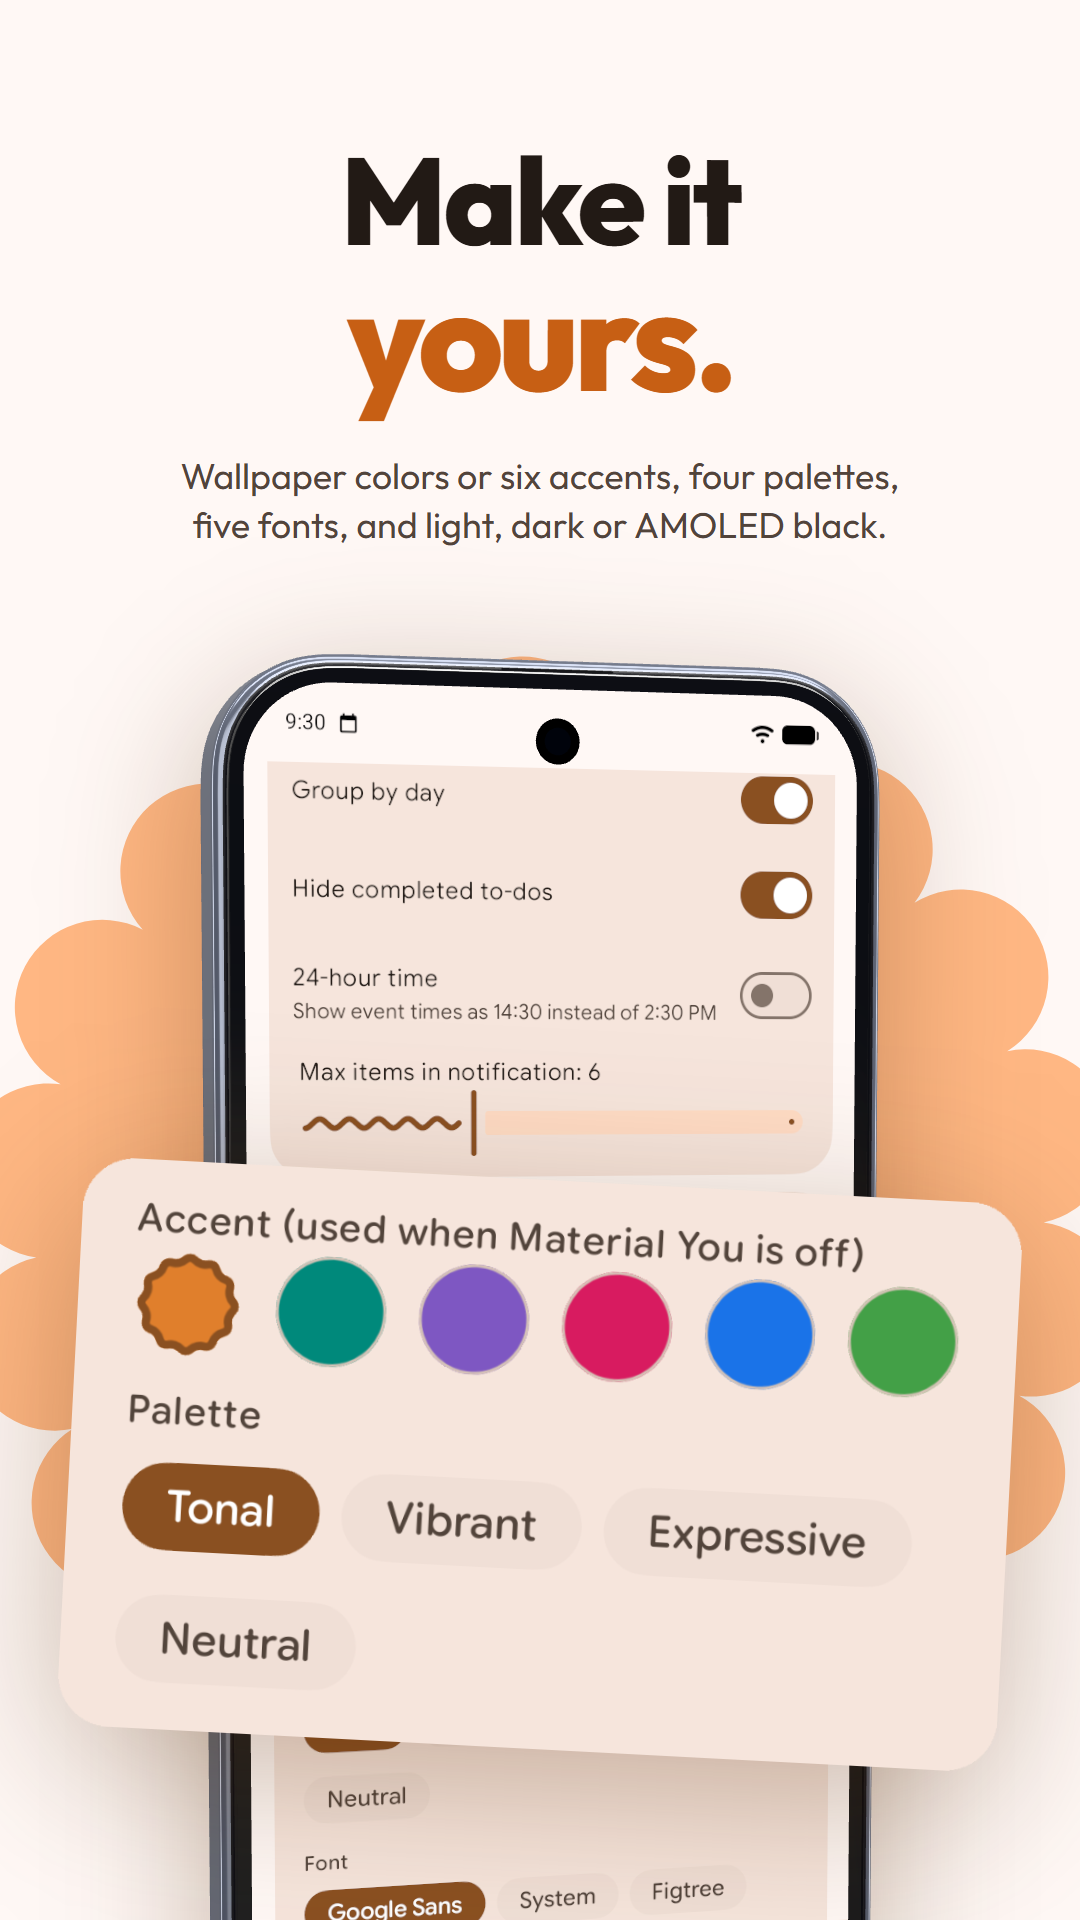 Make it
yours.
Wallpaper colors or six accents, four palettes,
five fonts, and light, dark or AMOLED black.
9:30
Group by day
Hide completed to-dos
24-hour time
Show event times as 14:30 instead of 2:30 PM
Max items in notification: 6
Accent (used when Material You is off)
Palette
Tonal
Vibrant
Expressive
Neutral
Neutral
Font
Google Sans
System
Figtree